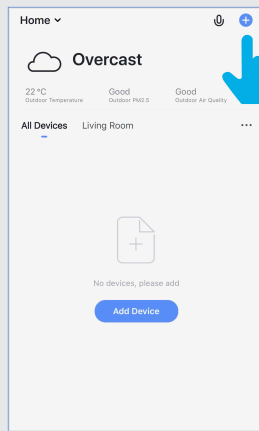 Home
Overcast
22 °C Good Good
Outdoor Temperature Outdoor PM2.5 Outdoor Air Quality
All Devices Living Room
No devices, please add
Add Device